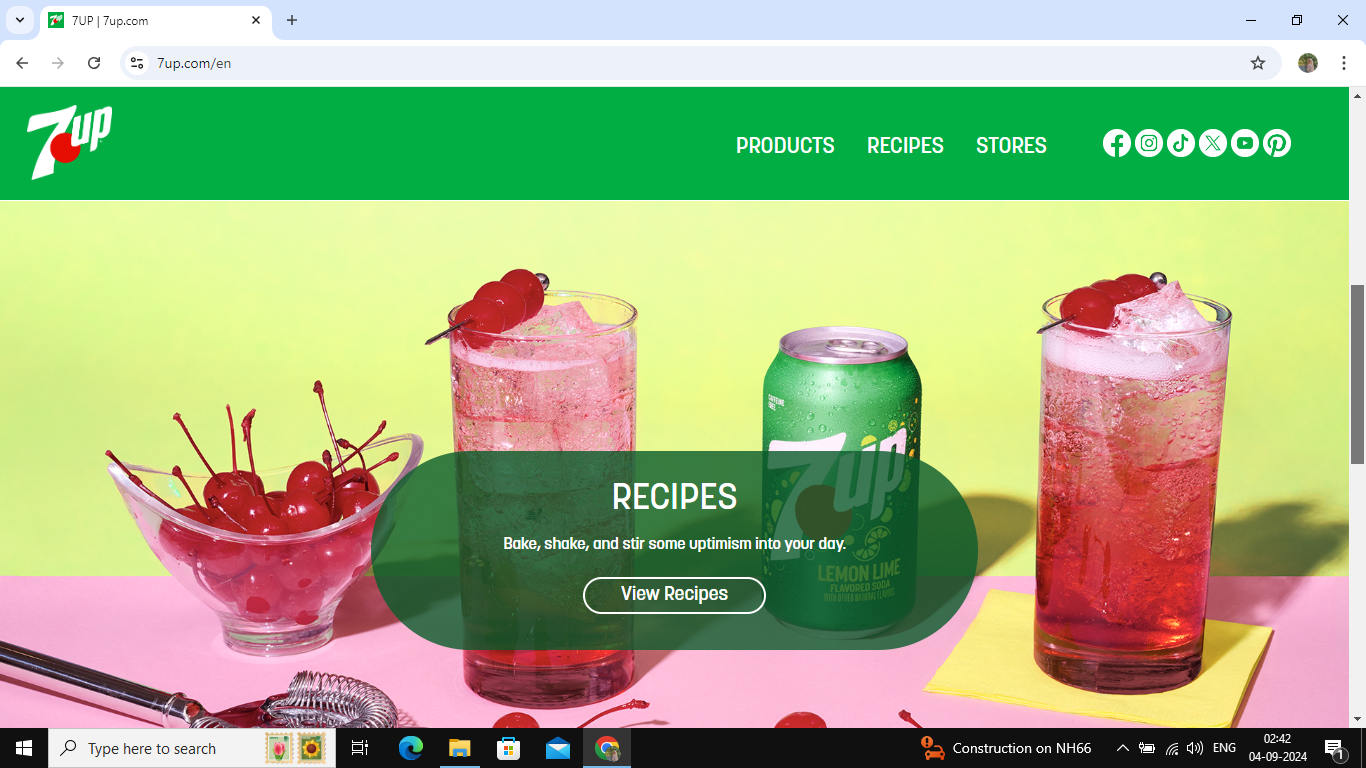 7UP | 7up.com
7up.com/en
7up
PRODUCTS
RECIPES
STORES
CAFFEINE
FREE
7up
RECIPES
Bake, shake, and stir some uptimism into your day.
View Recipes
LEMON LIME
FLAVORED SODA
WITH OTHER NATURAL FLAVORS
Type here to search
Construction on NH66
ENG
02:42
04-09-2024
1